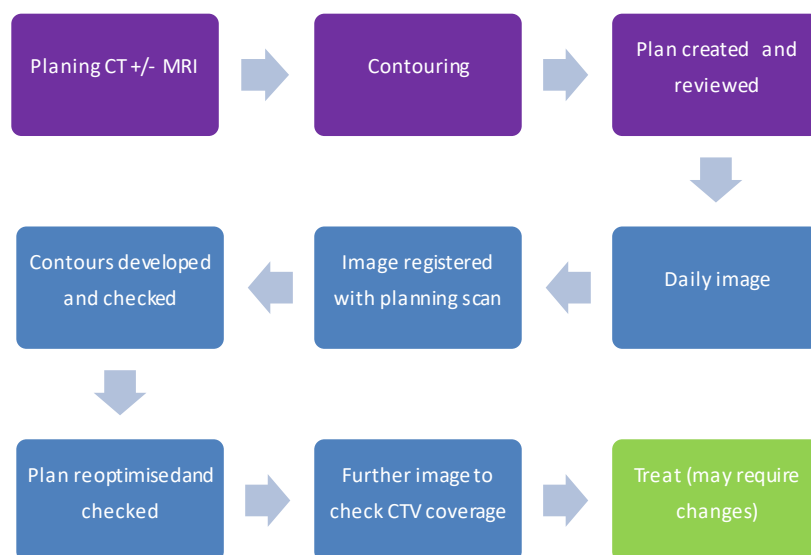 Planing CT +/- MRI
Contouring
Plan created and
reviewed
Daily image
Image registered
with planning scan
Contours developed
and checked
Plan reoptimisedand
checked
Further image to
check CTV coverage
Treat (may require
changes)